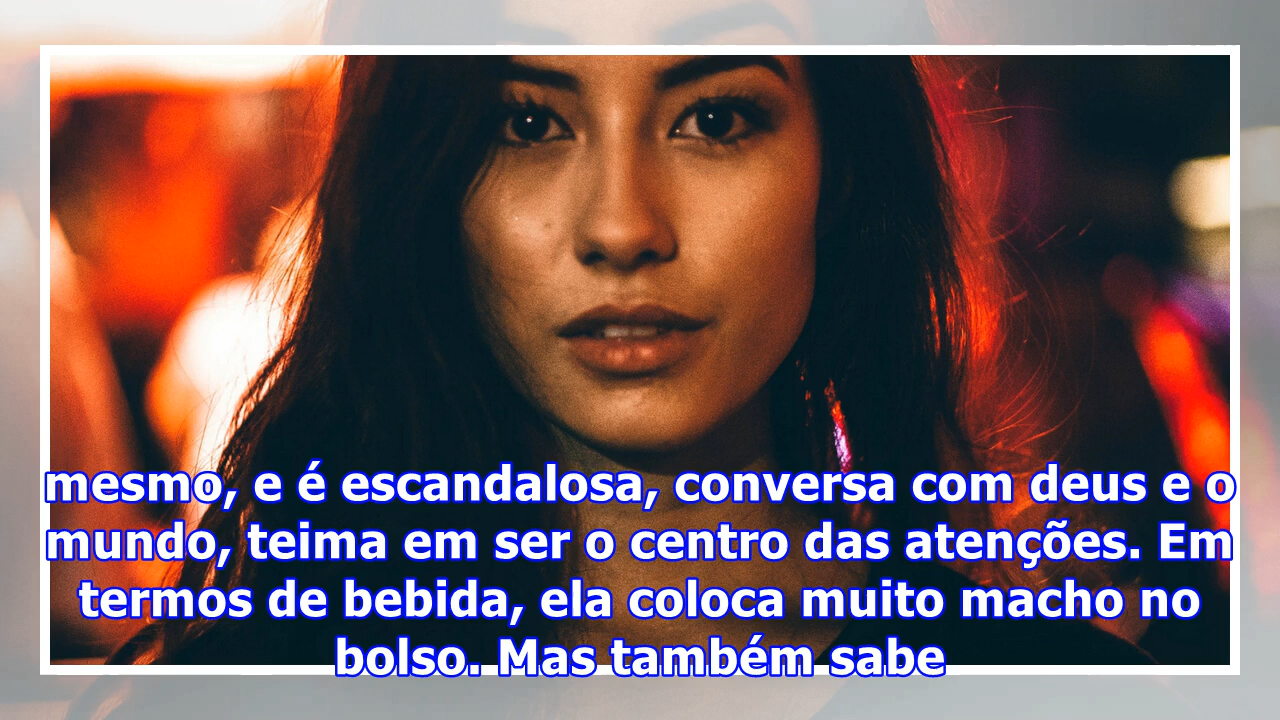 mesmo, e é escandalosa, conversa com deus e o
mundo, teima em ser o centro das atenções. Em
termos de bebida, ela coloca muito macho no
bolso. Mas também sabe